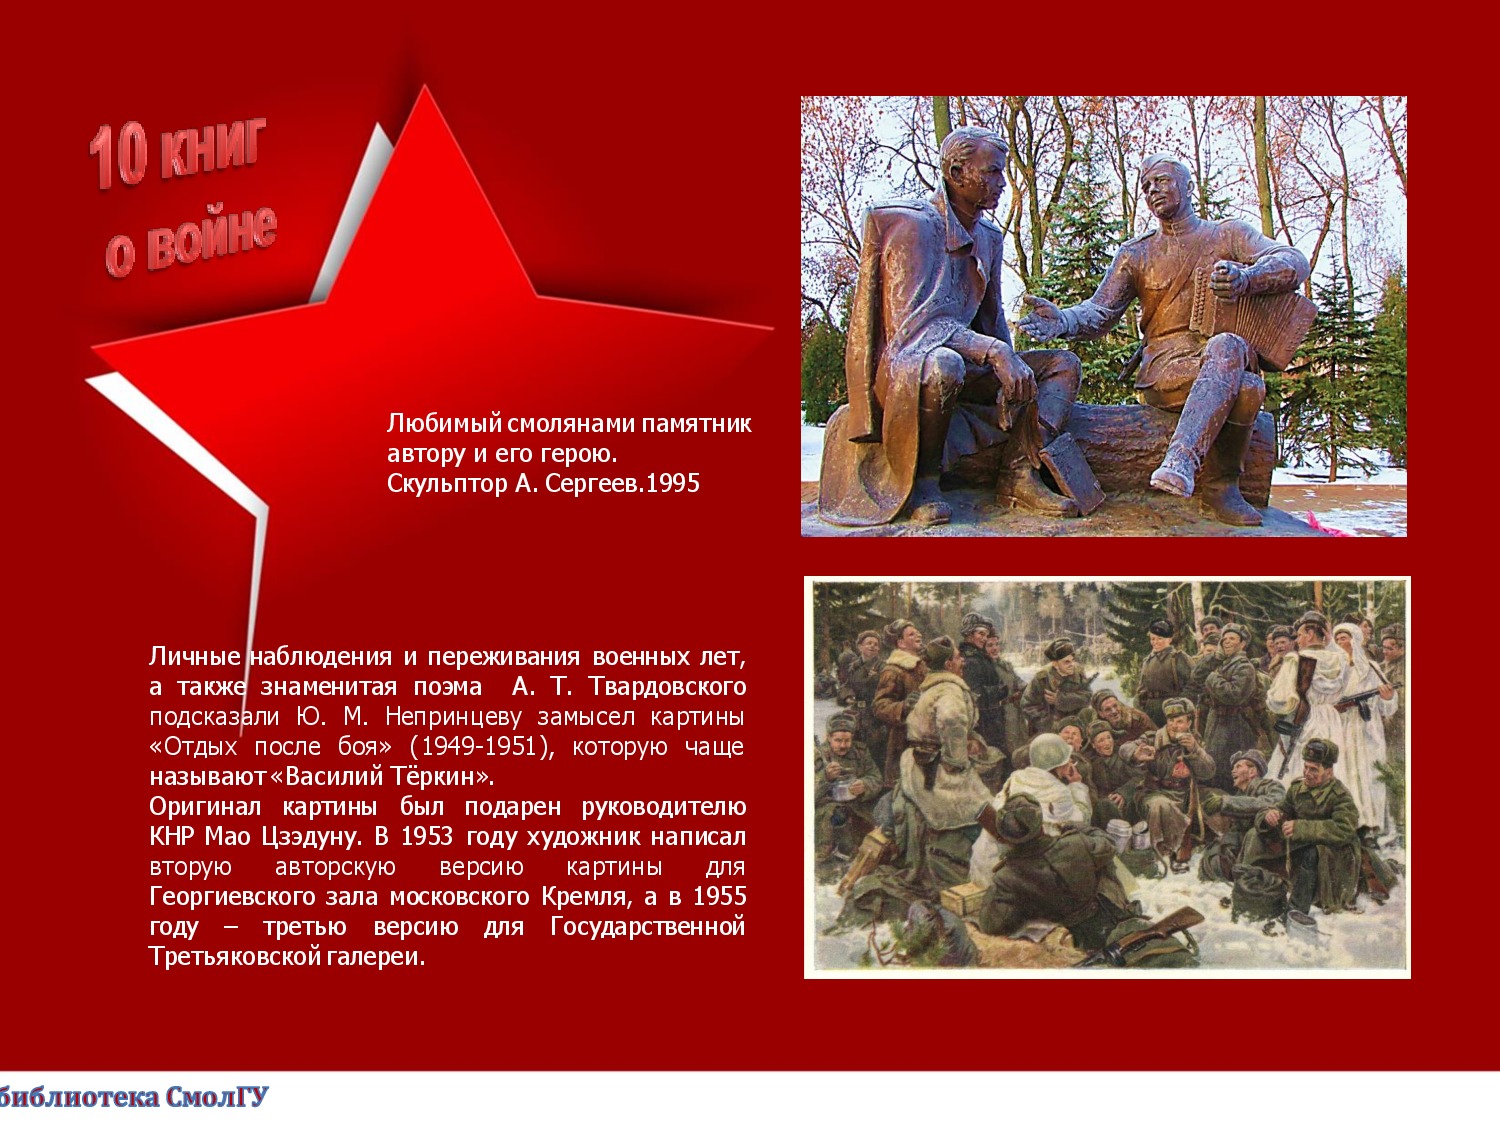 10 книг
о войне
Любимый смолянами памятник
автору и его герою.
Скульптор А. Сергеев.1995
Личные наблюдения и переживания военных лет,
а также знаменитая поэма А. Т. Твардовского
подсказали Ю. М. Непринцеву замысел картины
«Отдых после боя» (1949-1951), которую чаще
называют «Василий Тёркин».
Оригинал картины был подарен руководителю
КНР Мао Цзэдуну. В 1953 году художник написал
вторую авторскую версию картины для
Георгиевского зала московского Кремля, а в 1955
году – третью версию для Государственной
Третьяковской галереи.
библиотека СмолГУ